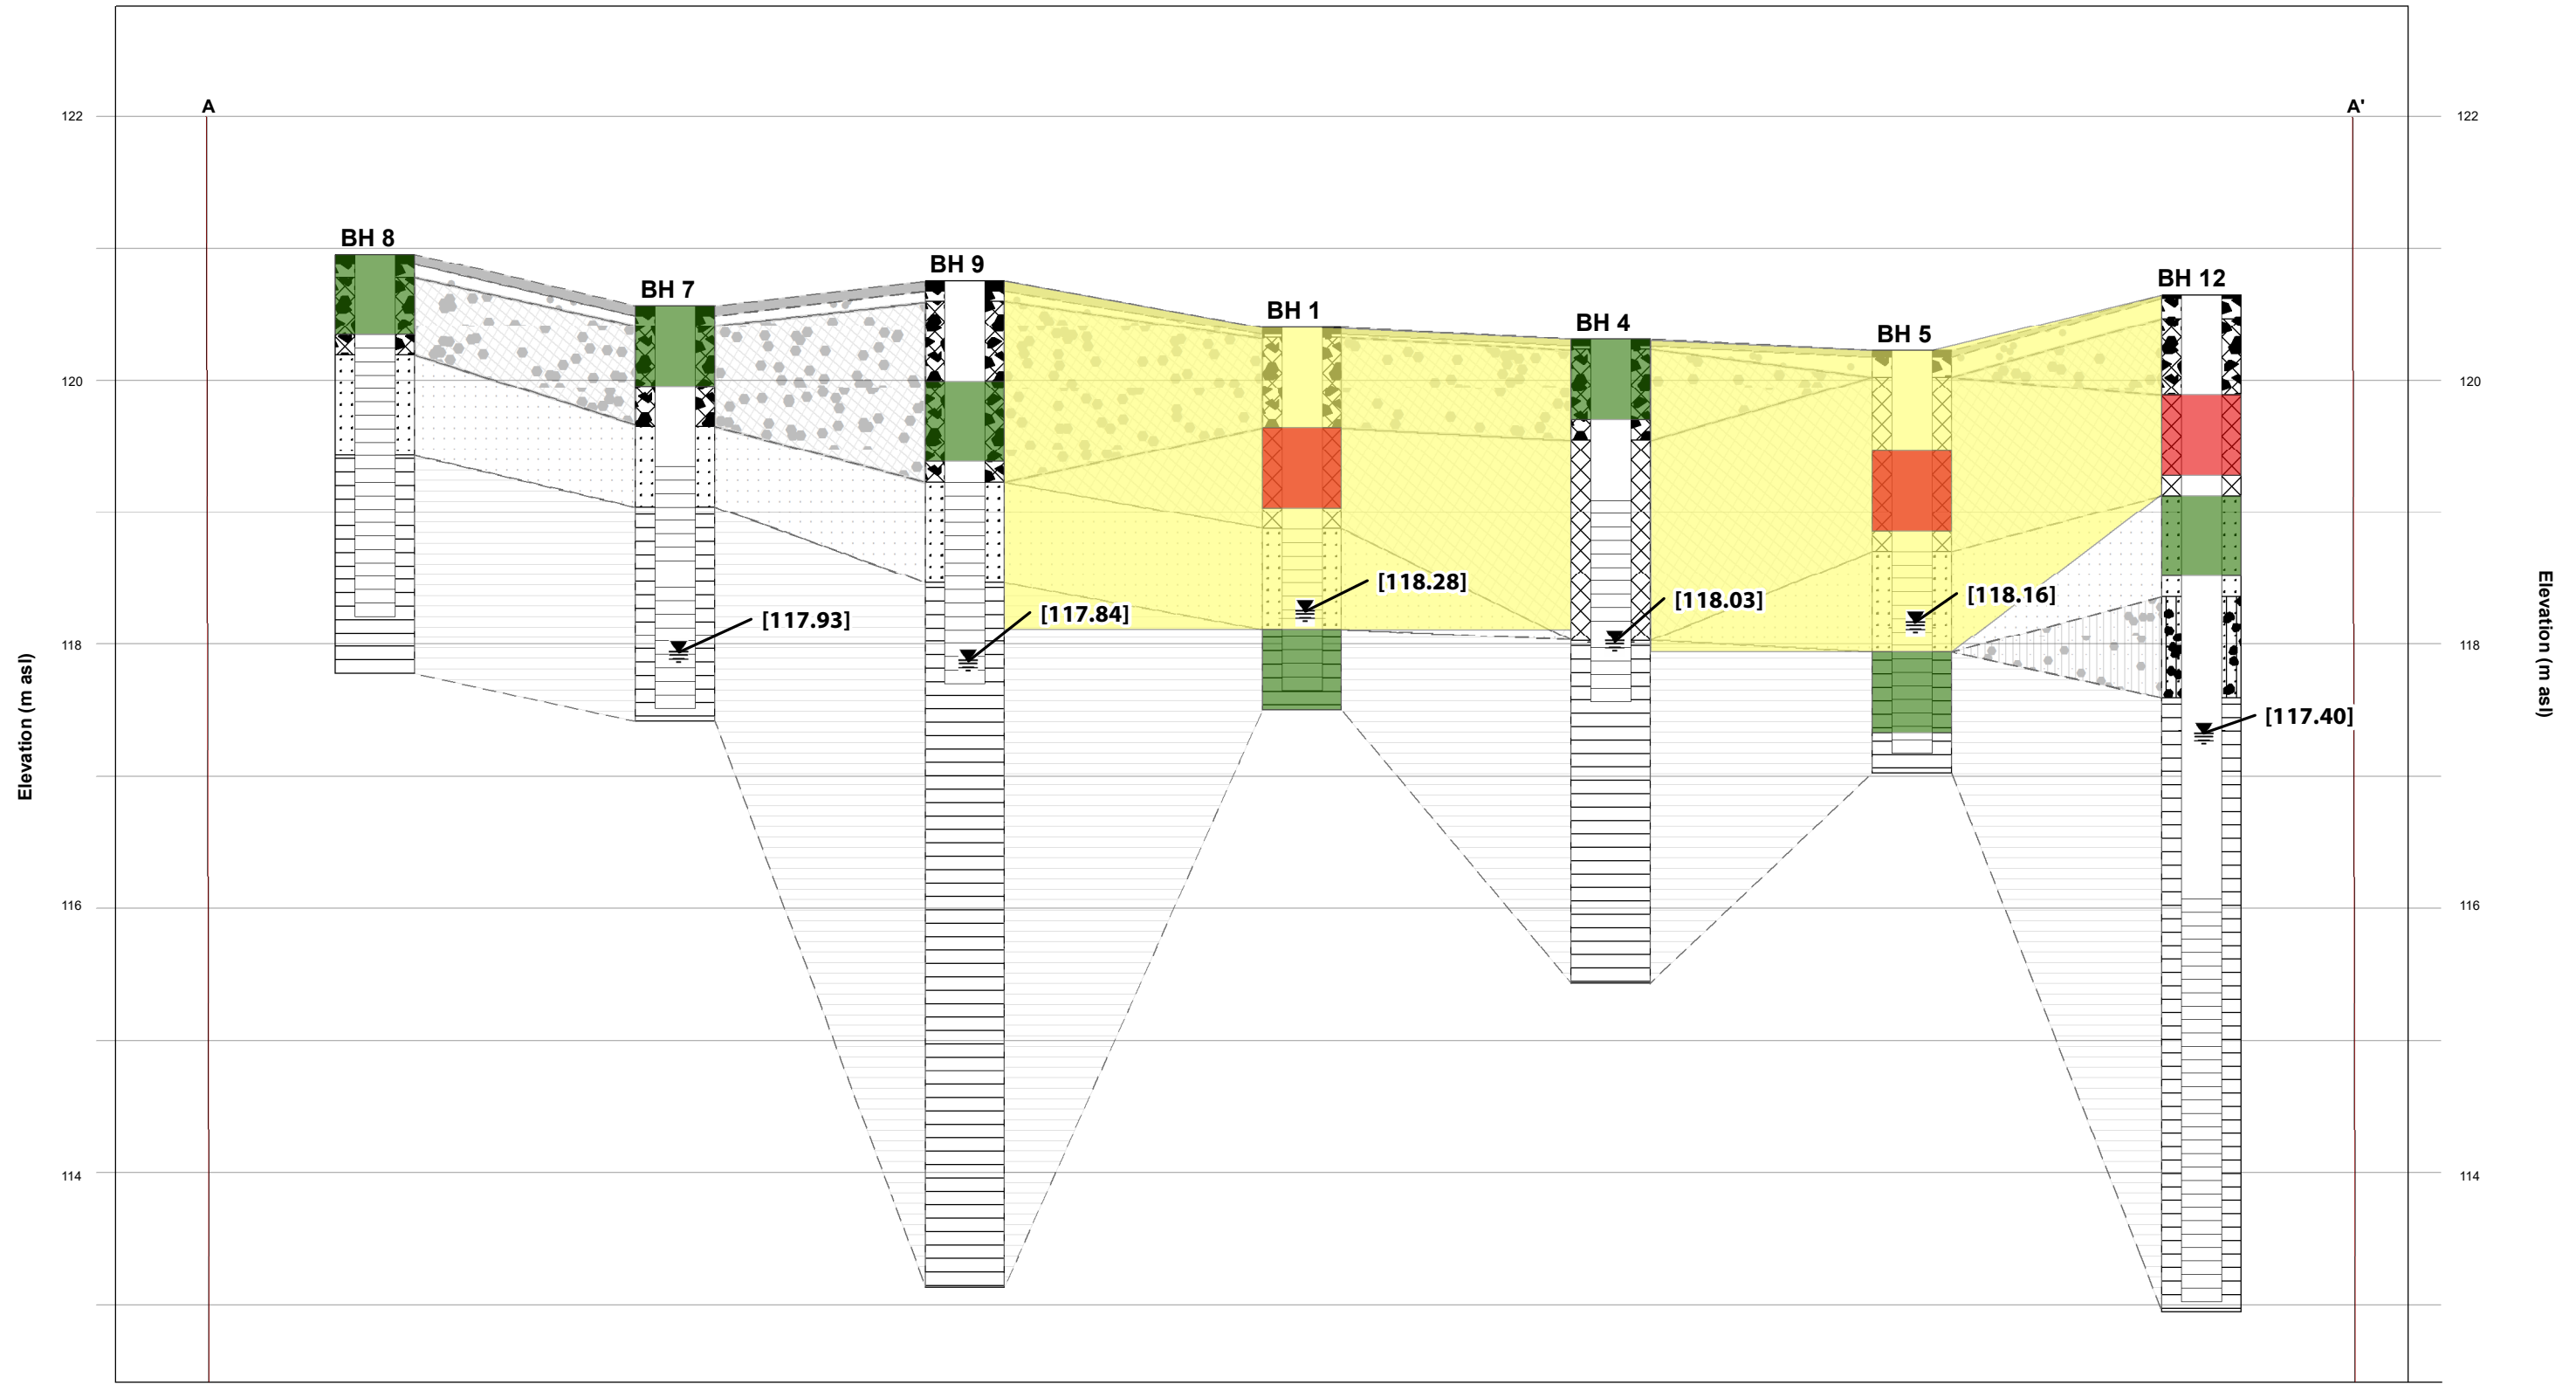 A
A'
122
122
BH 8
BH 9
BH 12
BH 7
BH 1
BH 4
BH 5
120
120
[118.28]
[118.16]
[118.03]
[117.84]
[117.93]
118
118
[117.40]
Elevation (m asl)
Elevation (m asl)
116
116
114
114